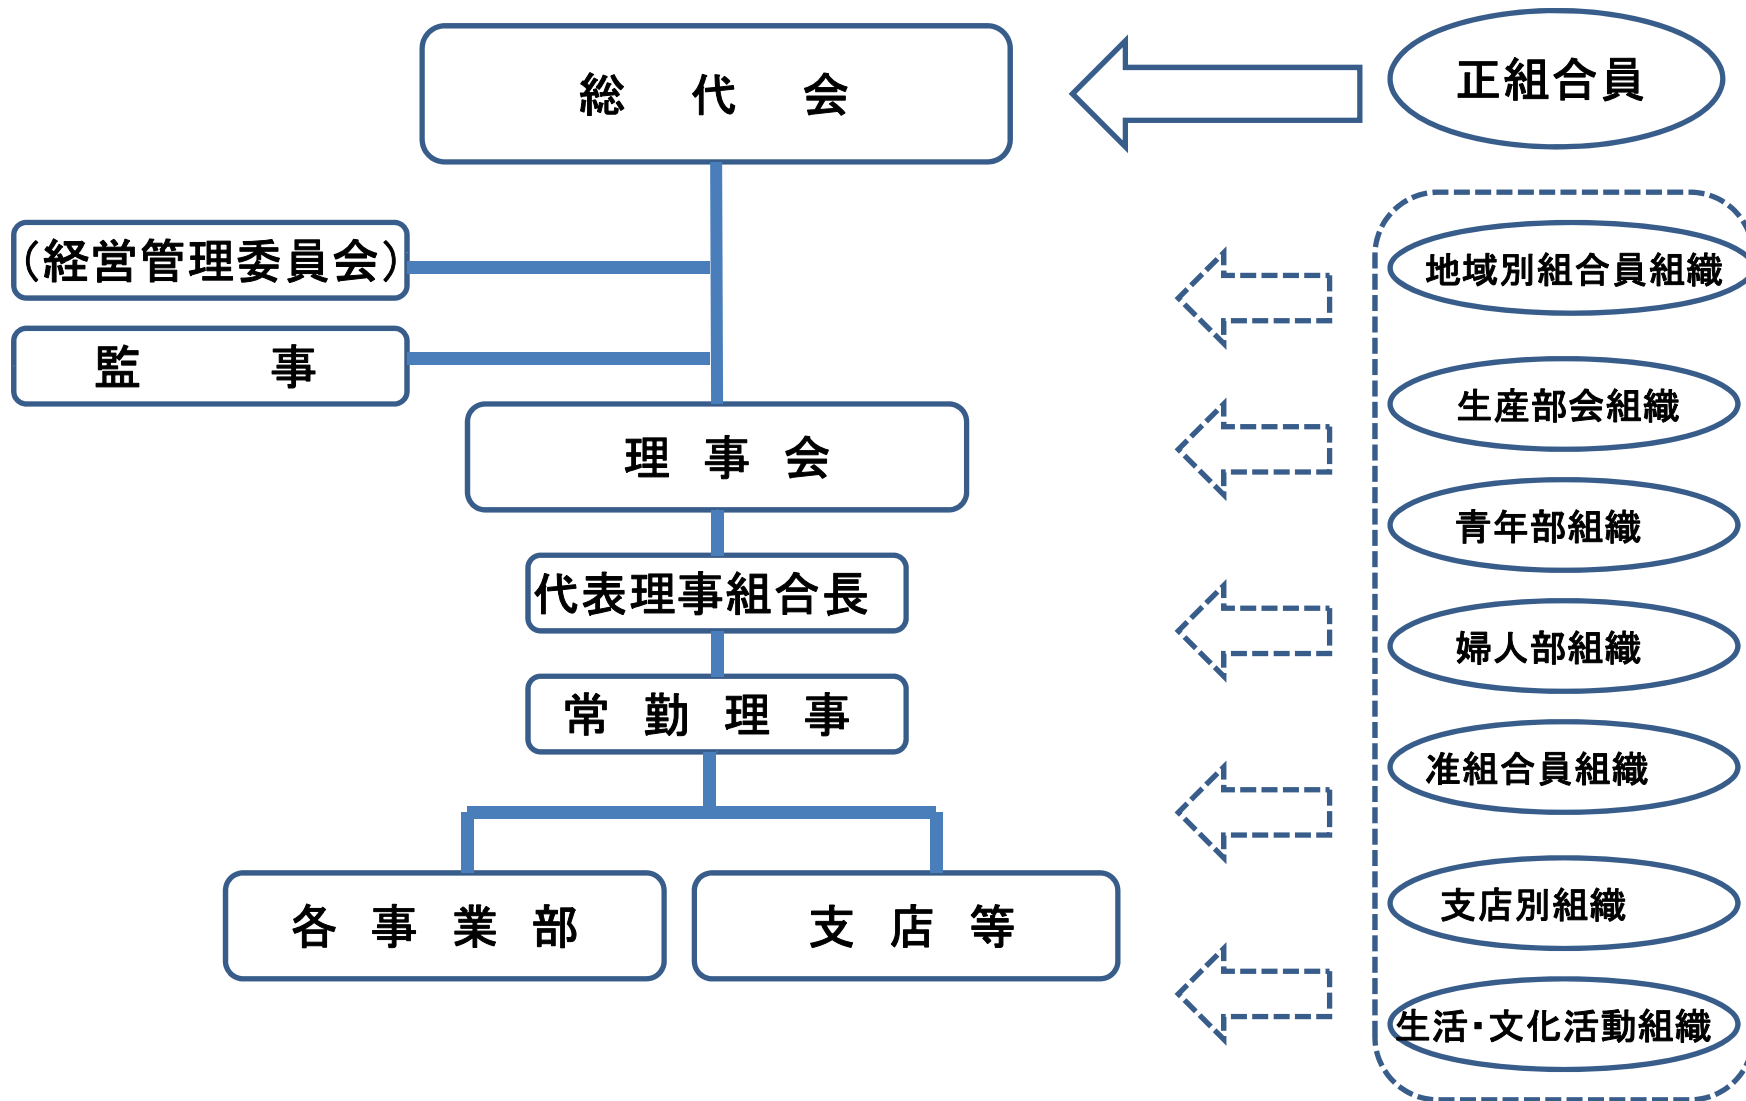 総代会
正組合員
(経営管理委員会)
監事
理事会
代表理事組合長
常勤理事
各事業部
支店等
地域別組合員組織
生産部会組織
青年部組織
婦人部組織
准組合員組織
支店別組織
生活・文化活動組織